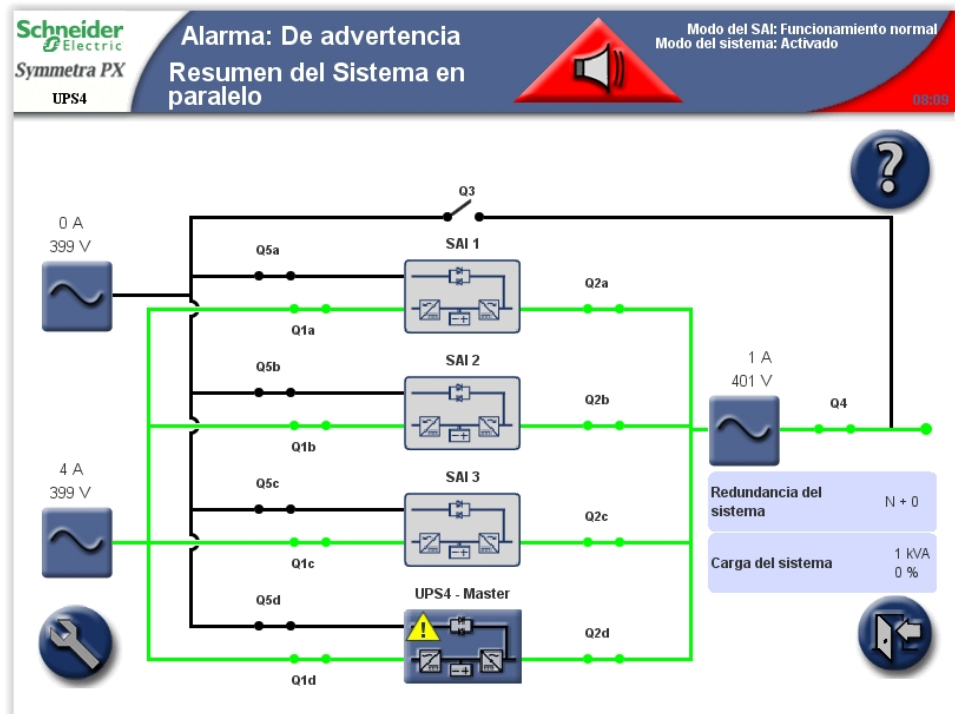 Schneider
Electric
Symmetra PX
UPS4
Alarma: De advertencia
Resumen del Sistema en
paralelo
Modo del SAI: Funcionamiento normal
Modo del sistema: Activado
08:09
?
Q3
0 A
399 V
Q5a
SAI 1
Q2a
Q1a
Q5b
SAI 2
Q2b
Q1b
1 A
401 V
Q4
4 A
399 V
Q5c
SAI 3
Q2c
Q1c
Redundancia del
sistema
N + 0
Carga del sistema
1 kVA
0 %
Q5d
UPS4 - Master
!
Q2d
Q1d